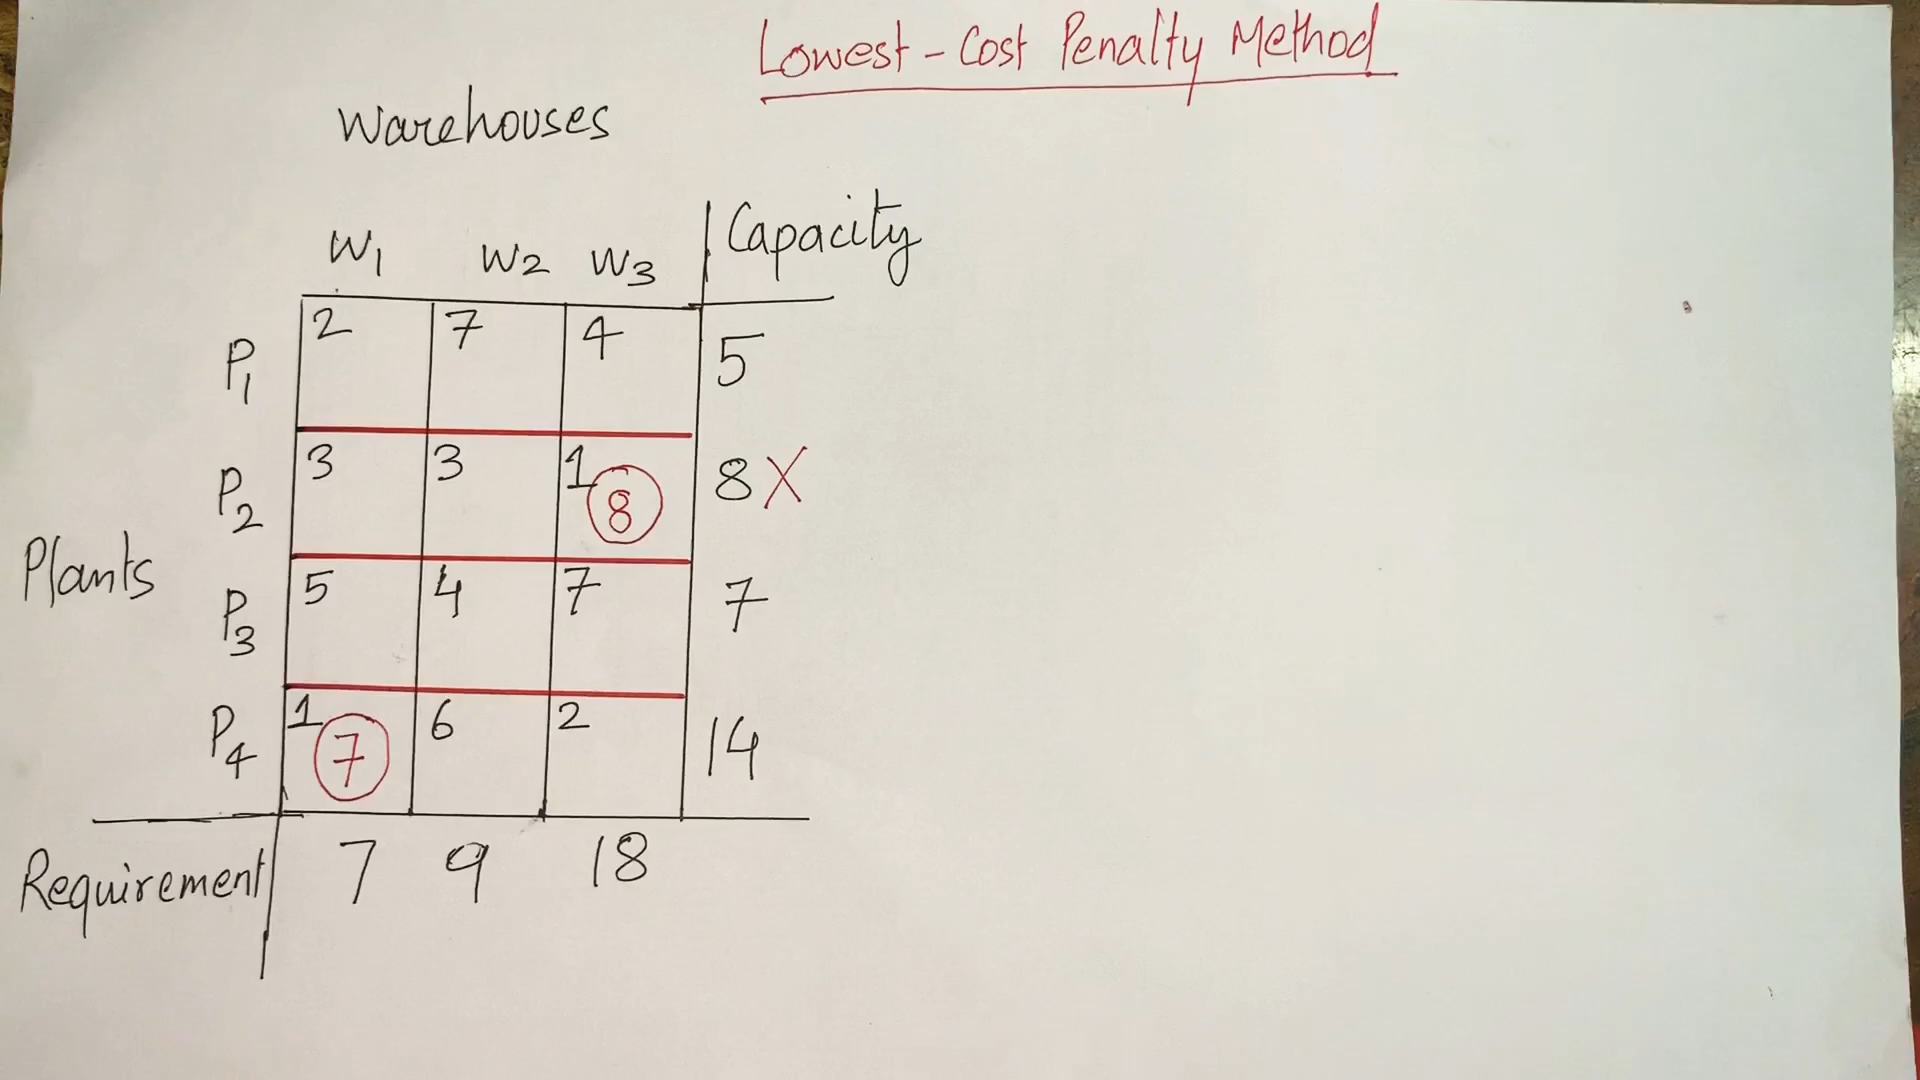 Lowest-Cost Penalty Method
Warehouses
W1 W2 W3 Capacity
P1 2 7 4 5
P2 3 3 1 8 8 X
Plants
P3 5 4 7 7
P4 1 7 6 2 14
Requirement 7 9 18